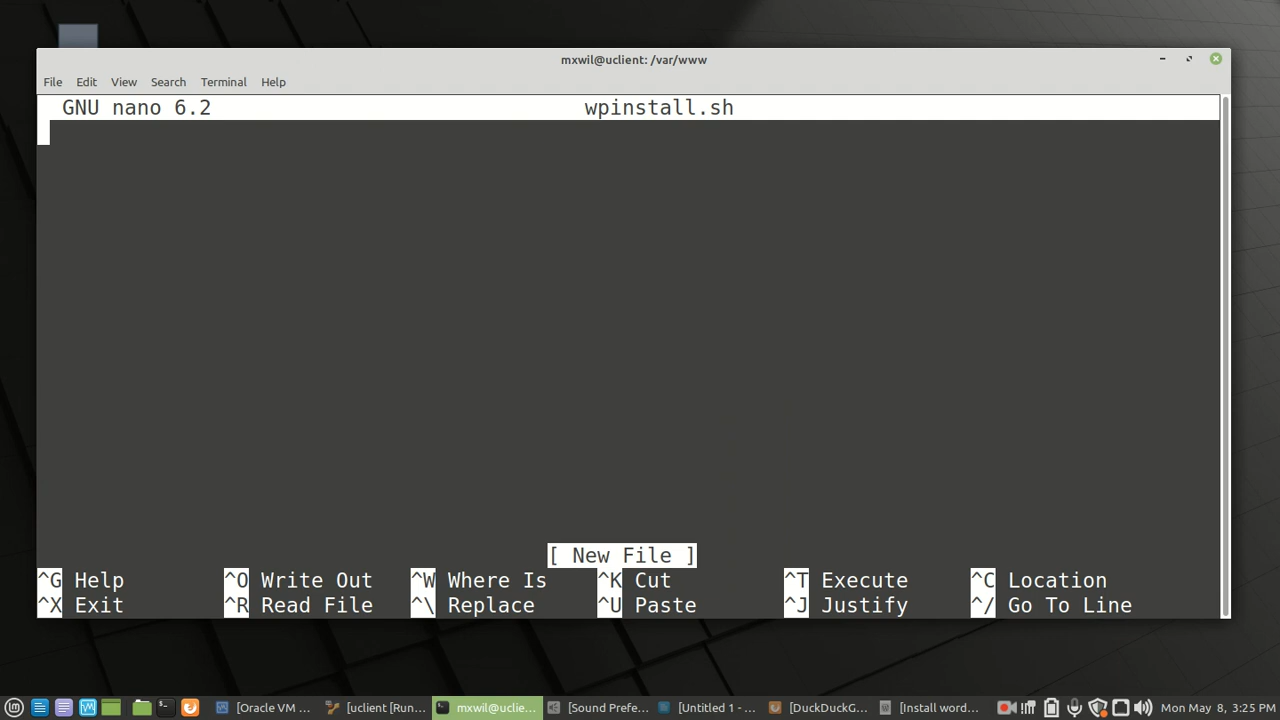 mxwil@uclient: /var/www
File Edit View Search Terminal Help
GNU nano 6.2 wpinstall.sh
[ New File ]
^G Help ^O Write Out ^W Where Is ^K Cut ^T Execute ^C Location
^X Exit ^R Read File ^\ Replace ^U Paste ^J Justify ^/ Go To Line
[Oracle VM ... [uclient [Run... mxwil@uclie... [Sound Prefe... [Untitled 1 - ... [DuckDuckG... [Install word... Mon May 8, 3:25 PM